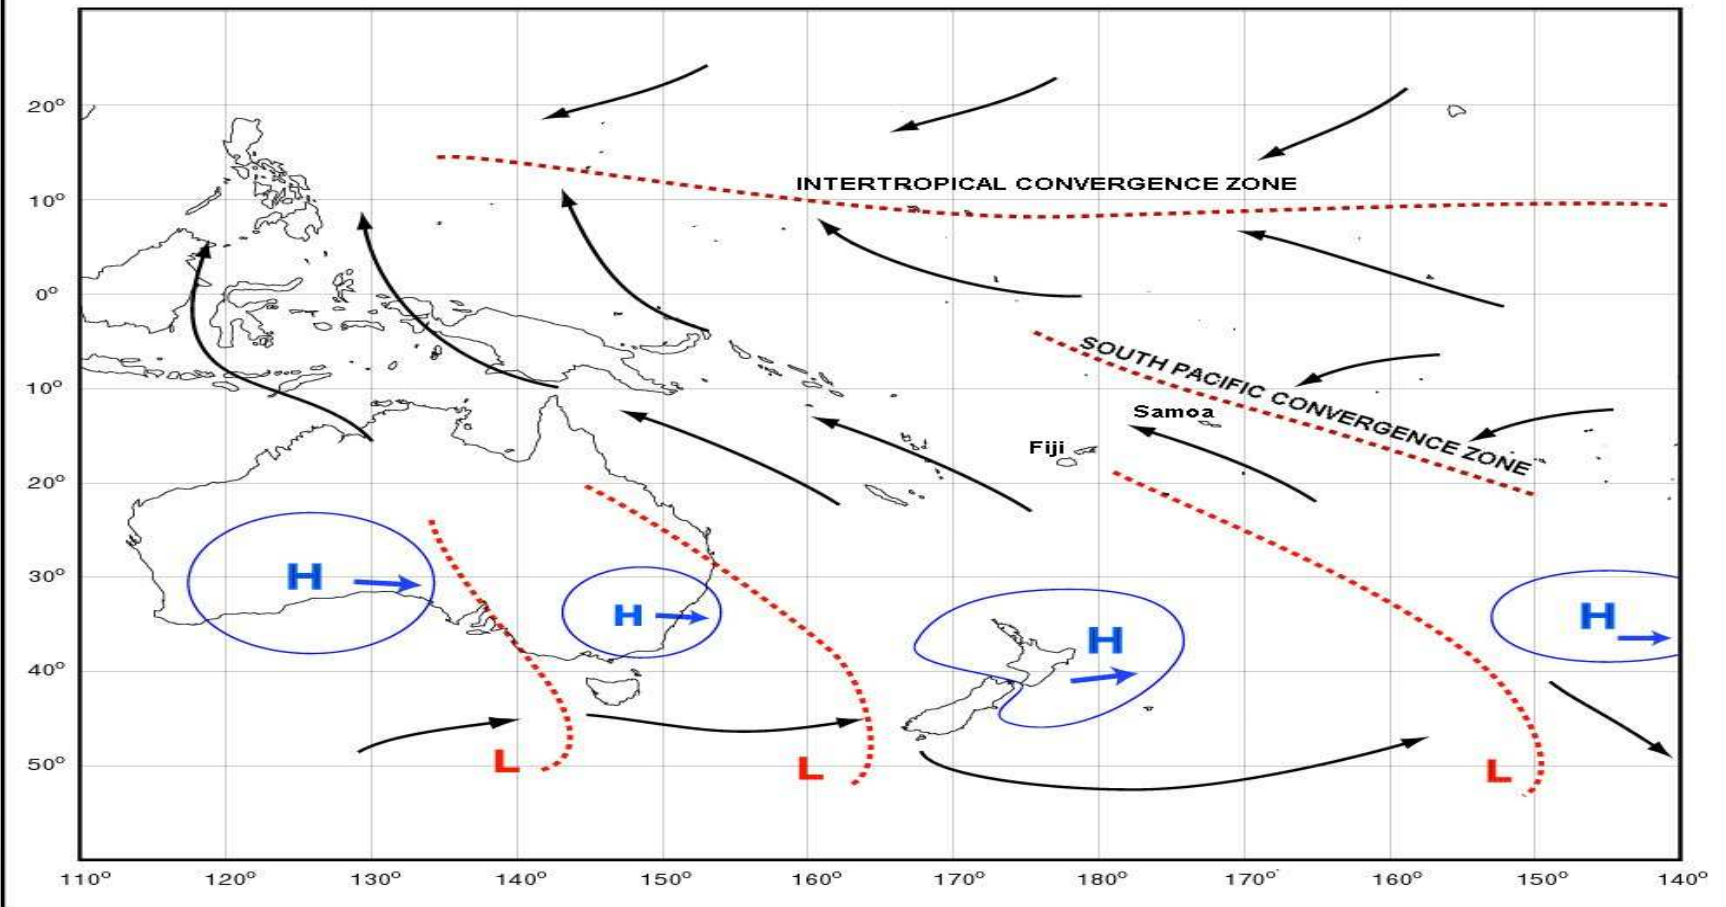 20°
INTERTROPICAL CONVERGENCE ZONE
10°
0°
SOUTH PACIFIC CONVERGENCE ZONE
10°
Samoa
Fiji
20°
H
H
H
H
30°
40°
50°
L
L
L
110° 120° 130° 140° 150° 160° 170° 180° 170° 160° 150° 140°